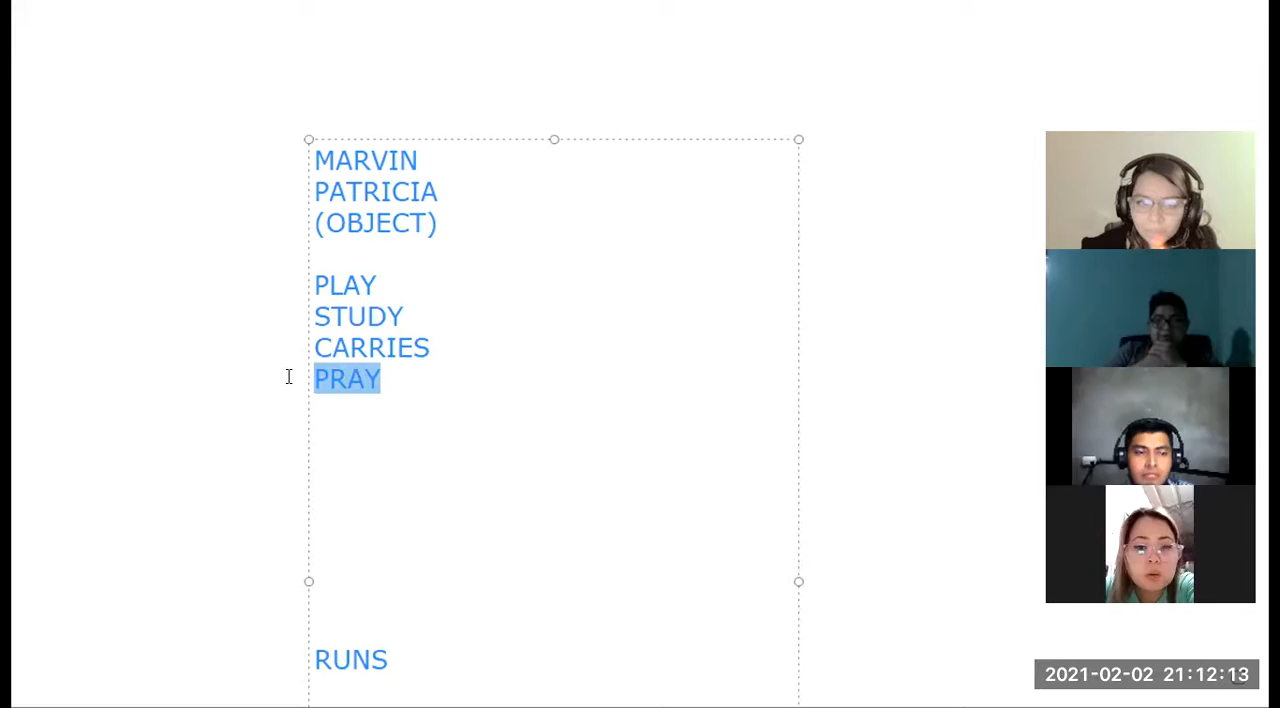 MARVIN
PATRICIA
(OBJECT)
PLAY
STUDY
CARRIES
PRAY
RUNS
2021-02-02 21:12:13